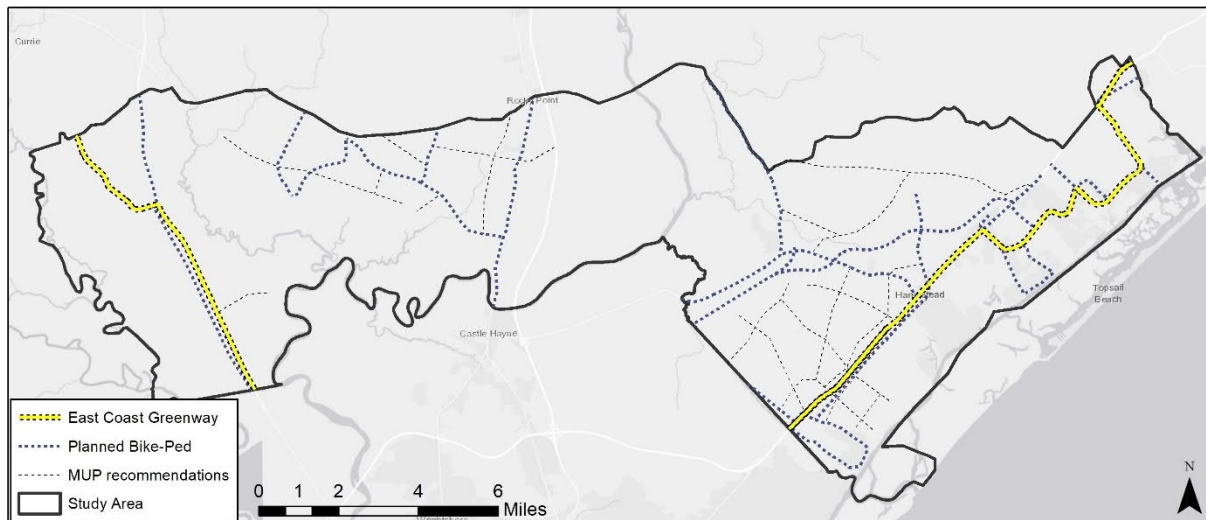 Currie
Rocky Point
Castle Hayne
Hampstead
Topsail
Beach
East Coast Greenway
Planned Bike-Ped
MUP recommendations
Study Area
0 1 2 4 6
Miles
N